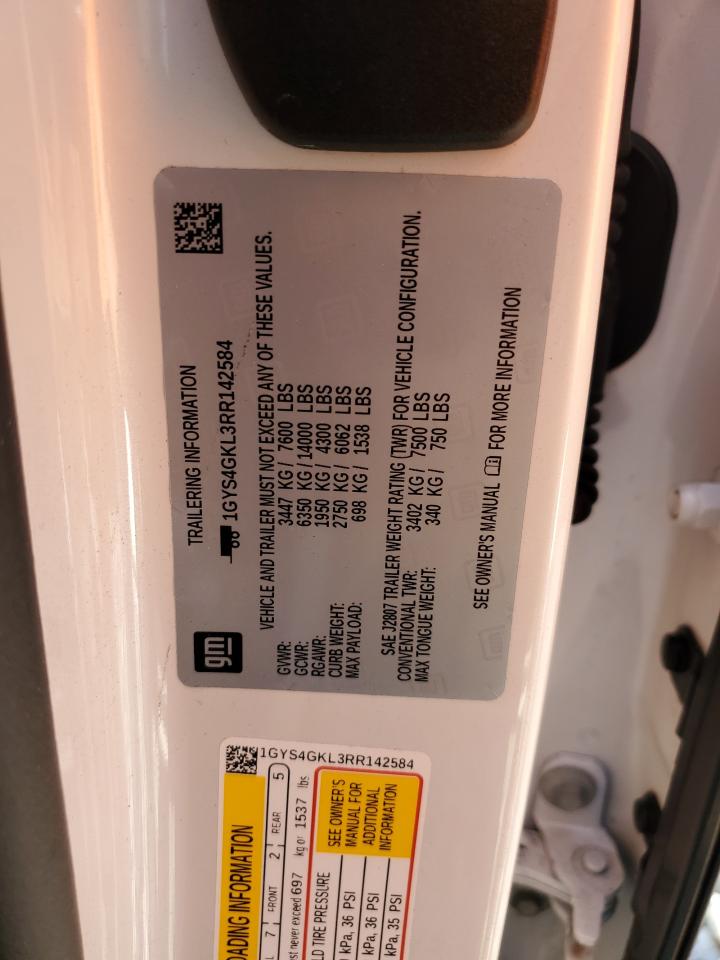 TRAILERING INFORMATION
1GYS4GKL3RR142584
gm
VEHICLE AND TRAILER MUST NOT EXCEED ANY OF THESE VALUES.
GVWR: 3447 KG / 7600 LBS
GCWR: 6350 KG / 14000 LBS
RGAWR: 1950 KG / 4300 LBS
CURB WEIGHT: 2750 KG / 6062 LBS
MAX PAYLOAD: 698 KG / 1538 LBS
SAE J2807 TRAILER WEIGHT RATING (TWR) FOR VEHICLE CONFIGURATION.
CONVENTIONAL TWR: 3402 KG / 7500 LBS
MAX TONGUE WEIGHT: 340 KG / 750 LBS
SEE OWNER'S MANUAL FOR MORE INFORMATION
1GYS4GKL3RR142584
OADING INFORMATION
L 7 FRONT 2 REAR 5
st never exceed 697 kg or 1537 lbs
LD TIRE PRESSURE
kPa, 36 PSI
kPa, 36 PSI
kPa, 35 PSI
SEE OWNER'S
MANUAL FOR
ADDITIONAL
INFORMATION